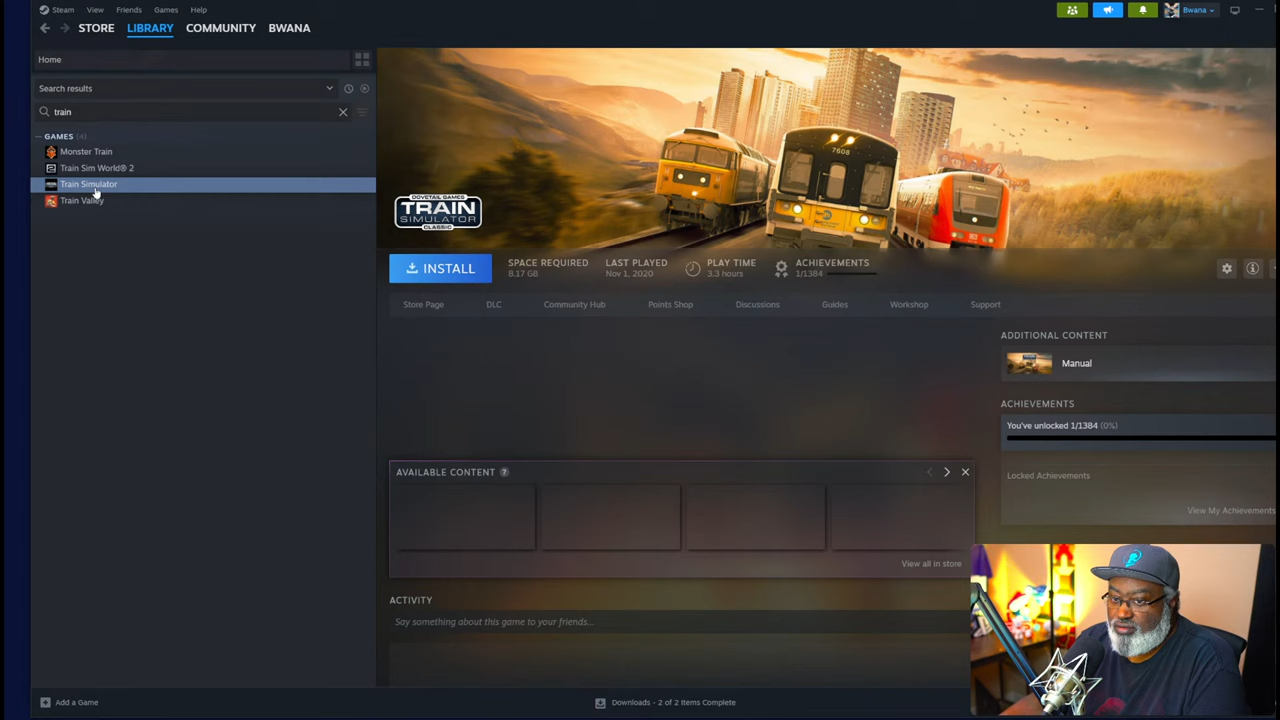 Steam View Friends Games Help
Bwana
STORE LIBRARY COMMUNITY BWANA
Home
Search results
train
GAMES (4)
Monster Train
Train Sim World® 2
Train Simulator
Train Valley
7608
DOVETAIL GAMES
TRAIN
SIMULATOR
CLASSIC
INSTALL
SPACE REQUIRED
8.17 GB
LAST PLAYED
Nov 1, 2020
PLAY TIME
3.3 hours
ACHIEVEMENTS
1/1384
Store Page DLC Community Hub Points Shop Discussions Guides Workshop Support
ADDITIONAL CONTENT
Manual
ACHIEVEMENTS
You've unlocked 1/1384 (0%)
Locked Achievements
View My Achievements
AVAILABLE CONTENT ?
View all in store
ACTIVITY
Say something about this game to your friends...
Add a Game
Downloads - 2 of 2 Items Complete